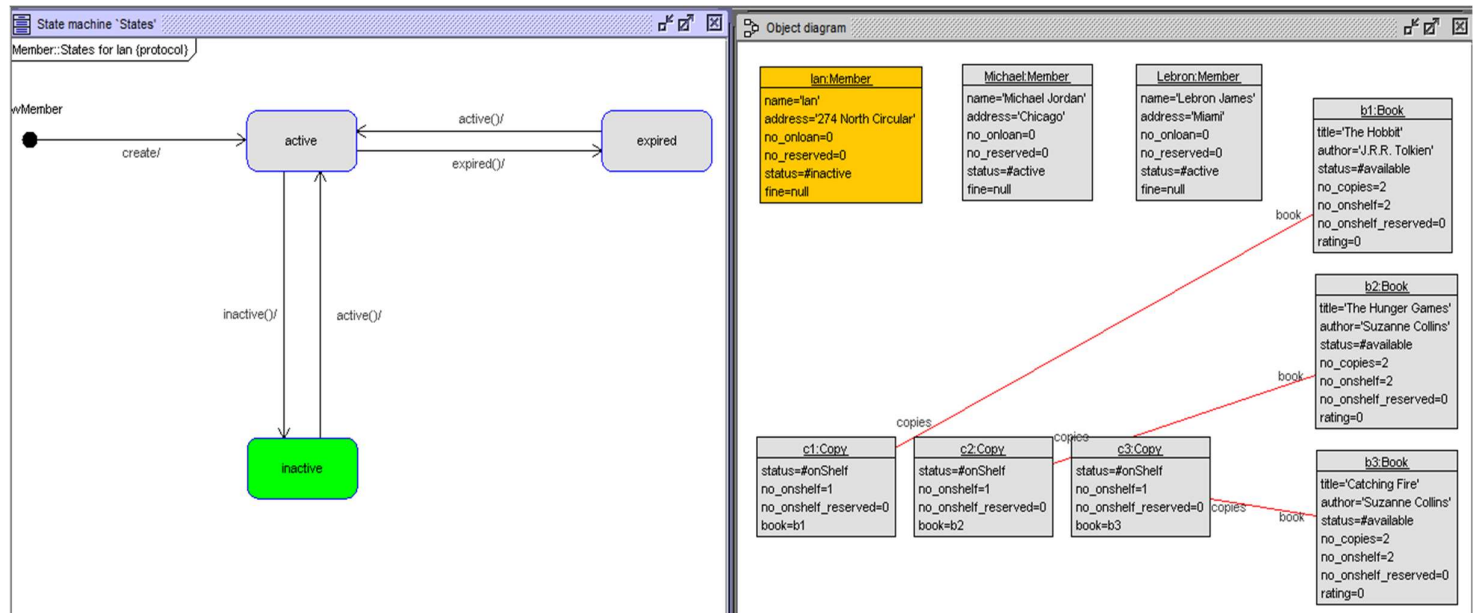 State machine `States'
Member::States for Ian {protocol}
wMember
create/
active
active()/
expired()/
expired
inactive()/
active()/
inactive
Object diagram
Ian:Member
name='Ian'
address='274 North Circular'
no_onloan=0
no_reserved=0
status=#inactive
fine=null
Michael:Member
name='Michael Jordan'
address='Chicago'
no_onloan=0
no_reserved=0
status=#active
fine=null
Lebron:Member
name='Lebron James'
address='Miami'
no_onloan=0
no_reserved=0
status=#active
fine=null
b1:Book
title='The Hobbit'
author='J.R.R. Tolkien'
status=#available
no_copies=2
no_onshelf=2
no_onshelf_reserved=0
rating=0
book
b2:Book
title='The Hunger Games'
author='Suzanne Collins'
status=#available
no_copies=2
no_onshelf=2
no_onshelf_reserved=0
rating=0
book
copies
copies
c1:Copy
status=#onShelf
no_onshelf=1
no_onshelf_reserved=0
book=b1
c2:Copy
status=#onShelf
no_onshelf=1
no_onshelf_reserved=0
book=b2
c3:Copy
status=#onShelf
no_onshelf=1
no_onshelf_reserved=0
book=b3
copies
book
b3:Book
title='Catching Fire'
author='Suzanne Collins'
status=#available
no_copies=2
no_onshelf=2
no_onshelf_reserved=0
rating=0